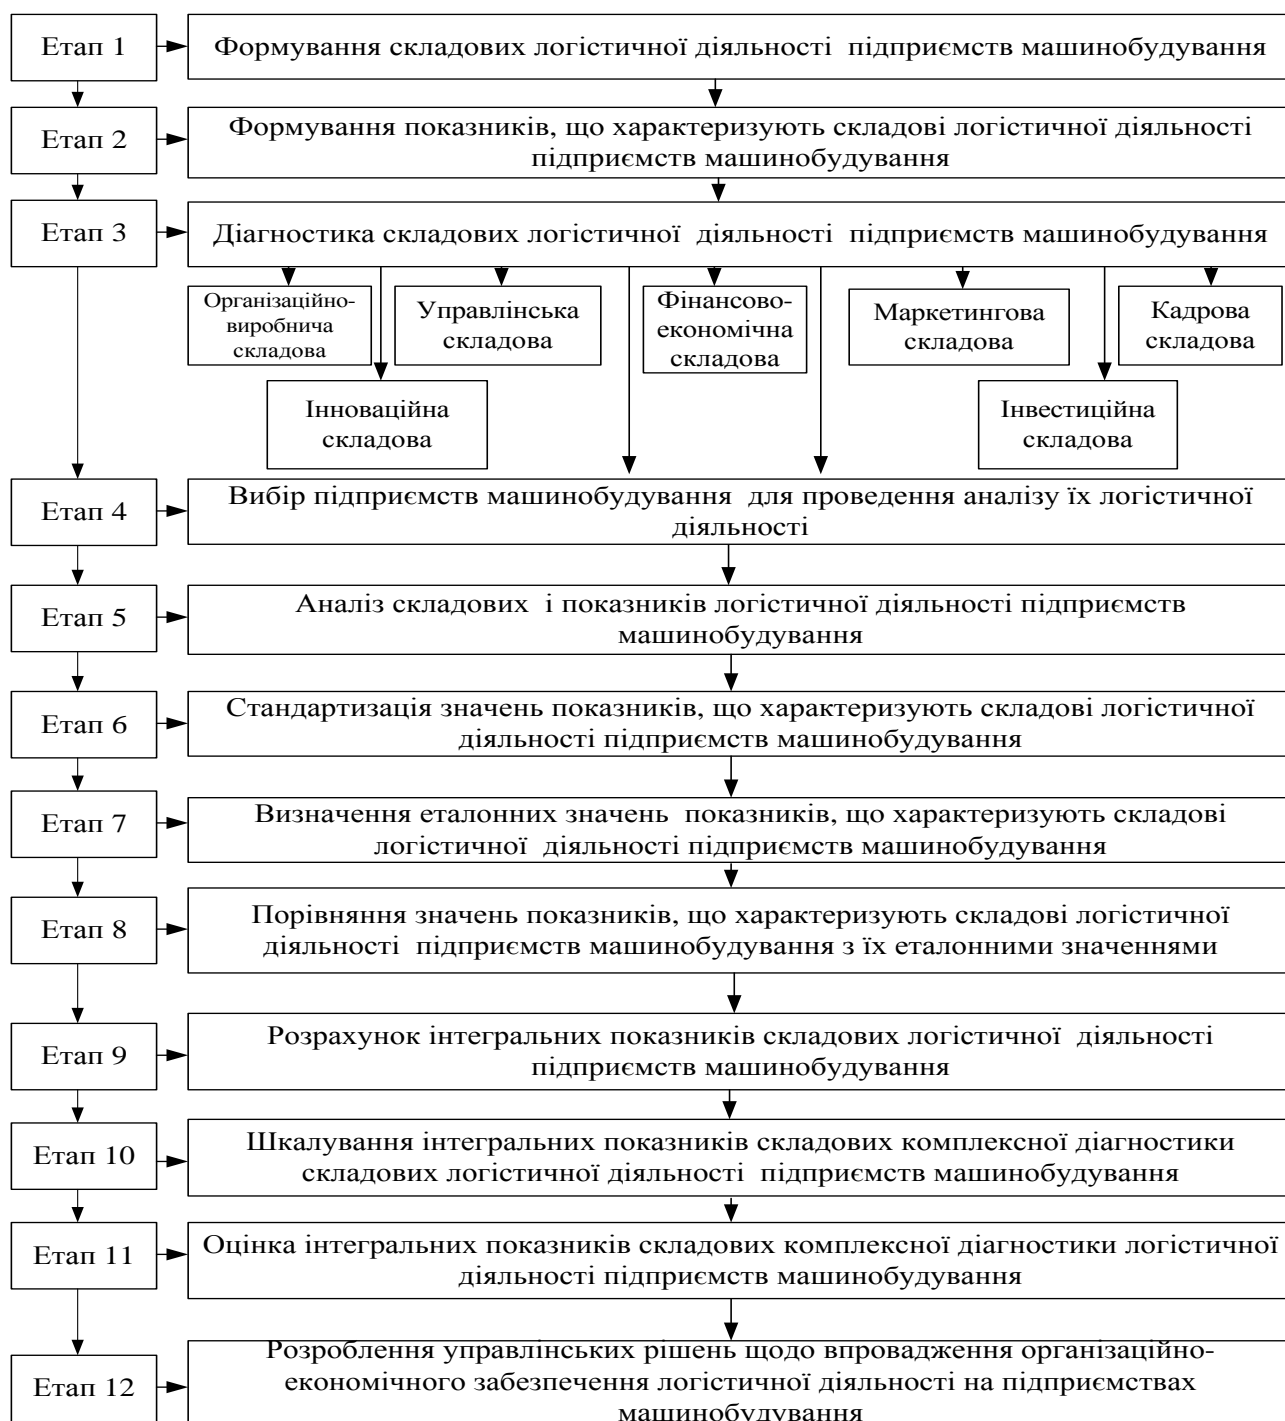 Етап 1
Формування складових логістичної діяльності підприємств машинобудування
Етап 2
Формування показників, що характеризують складові логістичної діяльності
підприємств машинобудування
Етап 3
Діагностика складових логістичної діяльності підприємств машинобудування
Організаційно-
виробнича
складова
Управлінська
складова
Фінансово-
економічна
складова
Маркетингова
складова
Кадрова
складова
Інноваційна
складова
Інвестиційна
складова
Етап 4
Вибір підприємств машинобудування для проведення аналізу їх логістичної
діяльності
Етап 5
Аналіз складових і показників логістичної діяльності підприємств
машинобудування
Етап 6
Стандартизація значень показників, що характеризують складові логістичної
діяльності підприємств машинобудування
Етап 7
Визначення еталонних значень показників, що характеризують складові
логістичної діяльності підприємств машинобудування
Етап 8
Порівняння значень показників, що характеризують складові логістичної
діяльності підприємств машинобудування з їх еталонними значеннями
Етап 9
Розрахунок інтегральних показників складових логістичної діяльності
підприємств машинобудування
Етап 10
Шкалування інтегральних показників складових комплексної діагностики
складових логістичної діяльності підприємств машинобудування
Етап 11
Оцінка інтегральних показників складових комплексної діагностики логістичної
діяльності підприємств машинобудування
Етап 12
Розроблення управлінських рішень щодо впровадження організаційно-
економічного забезпечення логістичної діяльності на підприємствах
машинобудування